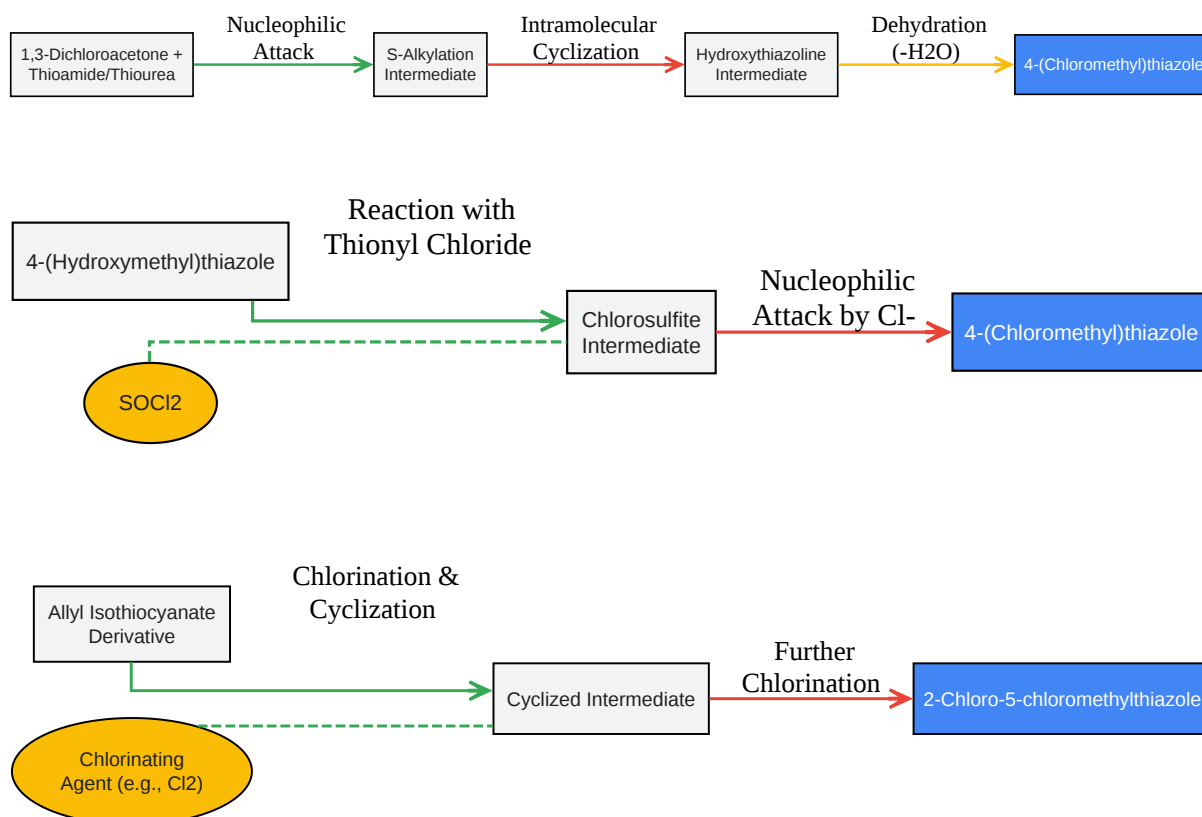 Nucleophilic
Attack
Intramolecular
Cyclization
Dehydration
(-H2O)
1,3-Dichloroacetone +
Thioamide/Thiourea
S-Alkylation
Intermediate
Hydroxythiazoline
Intermediate
4-(Chloromethyl)thiazole
Reaction with
Thionyl Chloride
4-(Hydroxymethyl)thiazole
Nucleophilic
Attack by Cl-
Chlorosulfite
Intermediate
4-(Chloromethyl)thiazole
SOCl2
Chlorination &
Cyclization
Allyl Isothiocyanate
Derivative
Further
Chlorination
Cyclized Intermediate
2-Chloro-5-chloromethylthiazole
Chlorinating
Agent (e.g., Cl2)